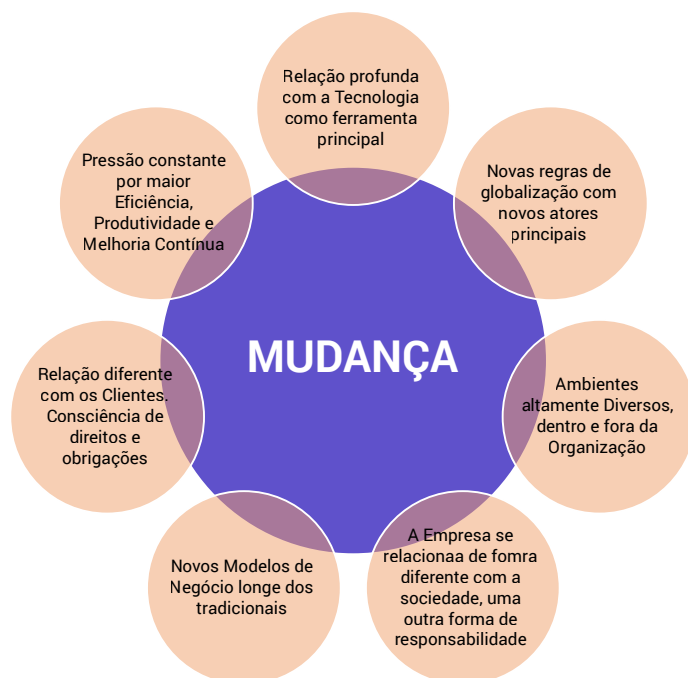 Relação profunda
com a Tecnologia
como ferramenta
principal
Novas regras de
globalização com
novos atores
principais
Ambientes
altamente Diversos,
dentro e fora da
Organização
A Empresa se
relacionaa de fomra
diferente com a
sociedade, uma
outra forma de
responsabilidade
Novos Modelos de
Negócio longe dos
tradicionais
Relação diferente
com os Clientes.
Consciência de
direitos e
obrigações
Pressão constante
por maior
Eficiência,
Produtividade e
Melhoria Contínua
MUDANÇA